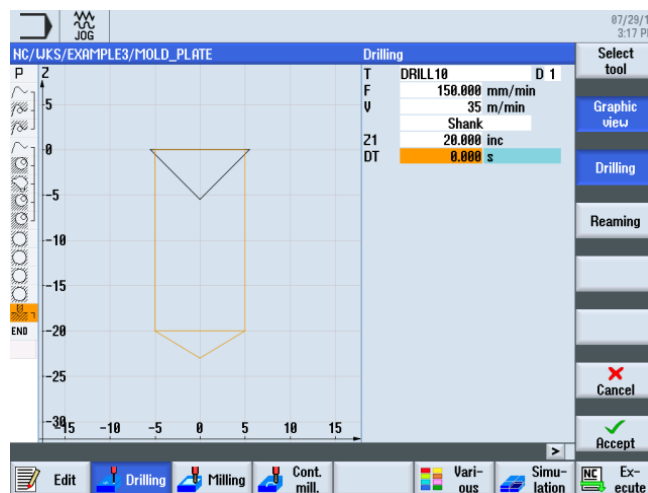 JOG
07/29/1
3:17 P
NC/WKS/EXAMPLE3/MOLD_PLATE
Drilling
Select
tool
P
Z
T DRILL10 D 1
F 150.000 mm/min
V 35 m/min
Shank
Z1 20.000 inc
DT 0.000 s
Graphic
view
Drilling
Reaming
5
0
-5
-10
-15
-20
-25
-30
END
-15 -10 -5 0 5 10 15
Cancel
Accept
>
Edit
Drilling
Milling
Cont.
mill.
Vari-
ous
Simu-
lation
NC
Ex-
ecute